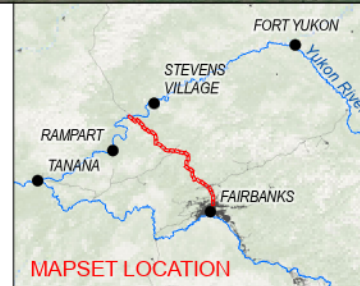 FORT YUKON
Yukon River
STEVENS
VILLAGE
RAMPART
TANANA
FAIRBANKS
MAPSET LOCATION